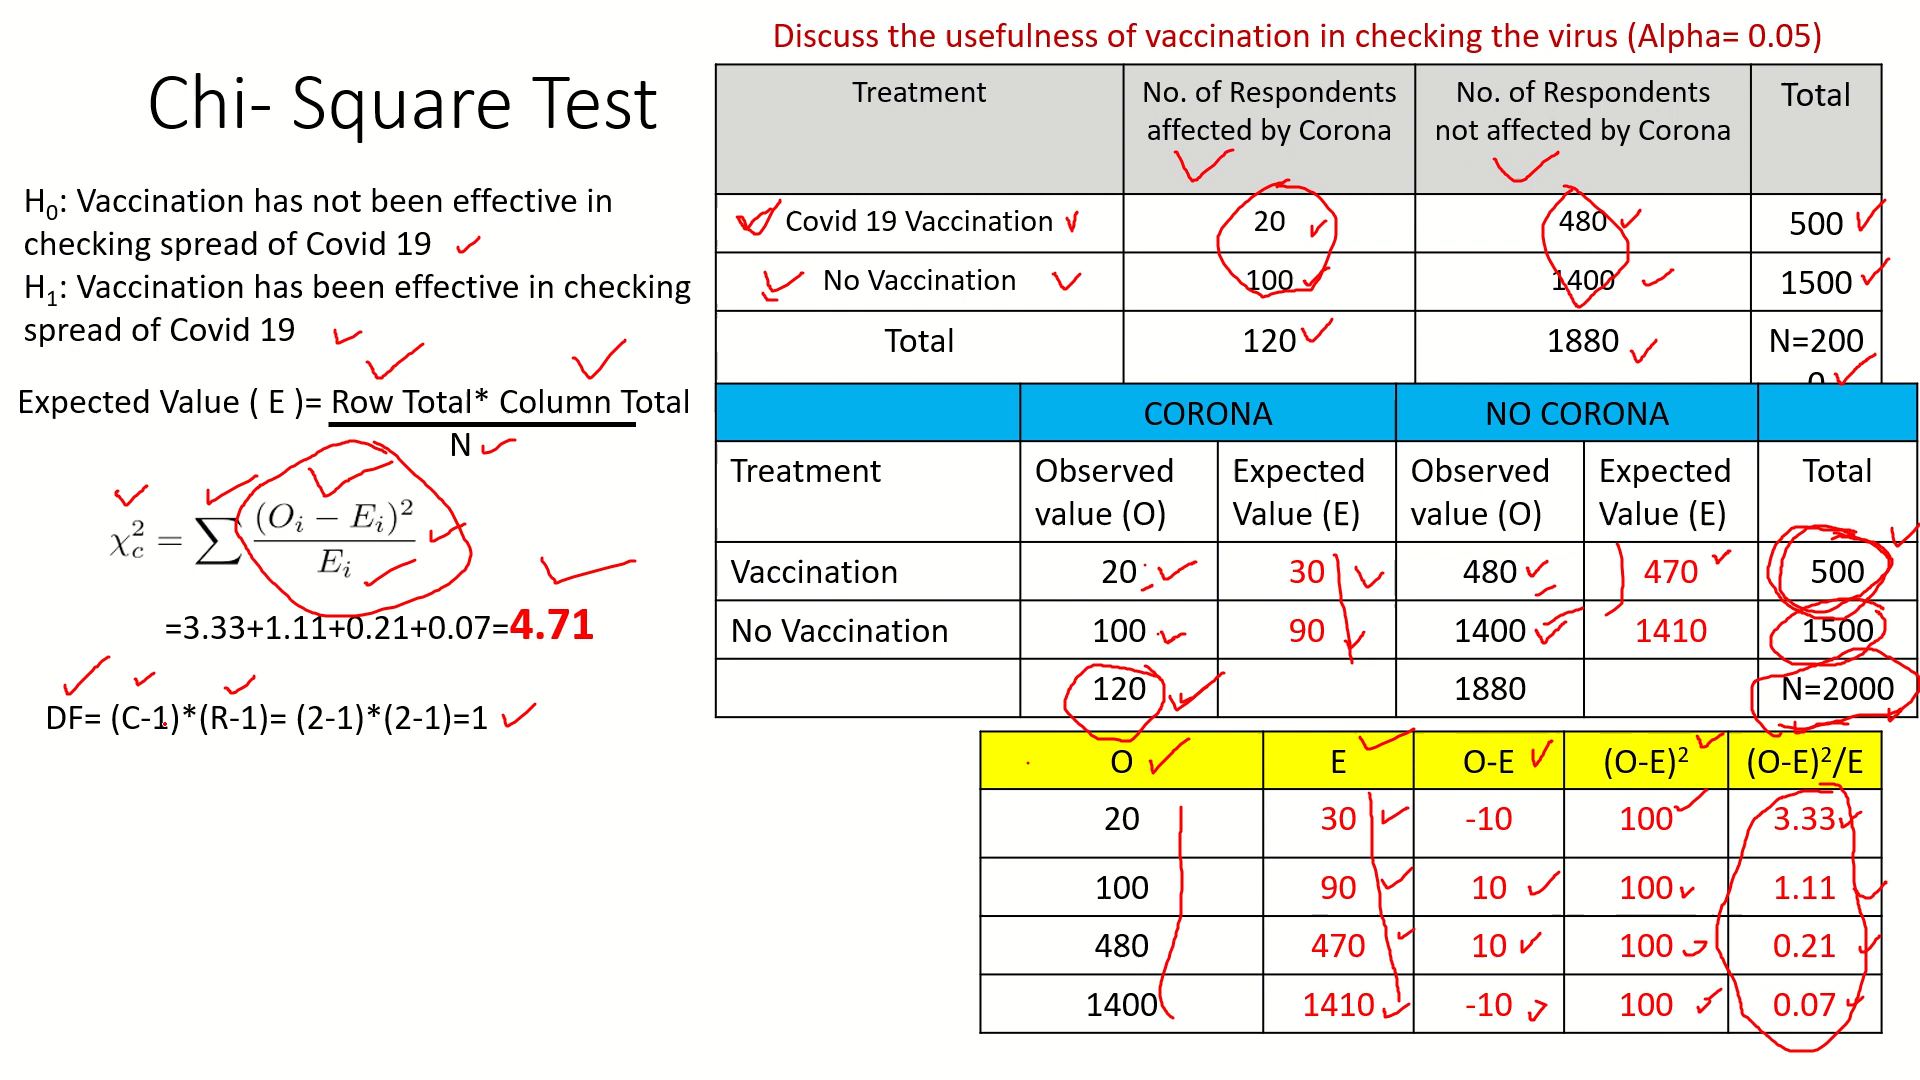 Discuss the usefulness of vaccination in checking the virus (Alpha= 0.05)
Chi- Square Test
H0: Vaccination has not been effective in
checking spread of Covid 19
H1: Vaccination has been effective in checking
spread of Covid 19
Expected Value ( E )= Row Total* Column Total
N
χc² = ∑ (Oi − Ei)² / Ei
=3.33+1.11+0.21+0.07=4.71
DF= (C-1)*(R-1)= (2-1)*(2-1)=1
Treatment No. of Respondents affected by Corona No. of Respondents not affected by Corona Total
Covid 19 Vaccination 20 480 500
No Vaccination 100 1400 1500
Total 120 1880 N=200
0
CORONA NO CORONA
Treatment Observed value (O) Expected Value (E) Observed value (O) Expected Value (E) Total
Vaccination 20 30 480 470 500
No Vaccination 100 90 1400 1410 1500
120 1880 N=2000
O E O-E (O-E)² (O-E)²/E
20 30 -10 100 3.33
100 90 10 100 1.11
480 470 10 100 0.21
1400 1410 -10 100 0.07